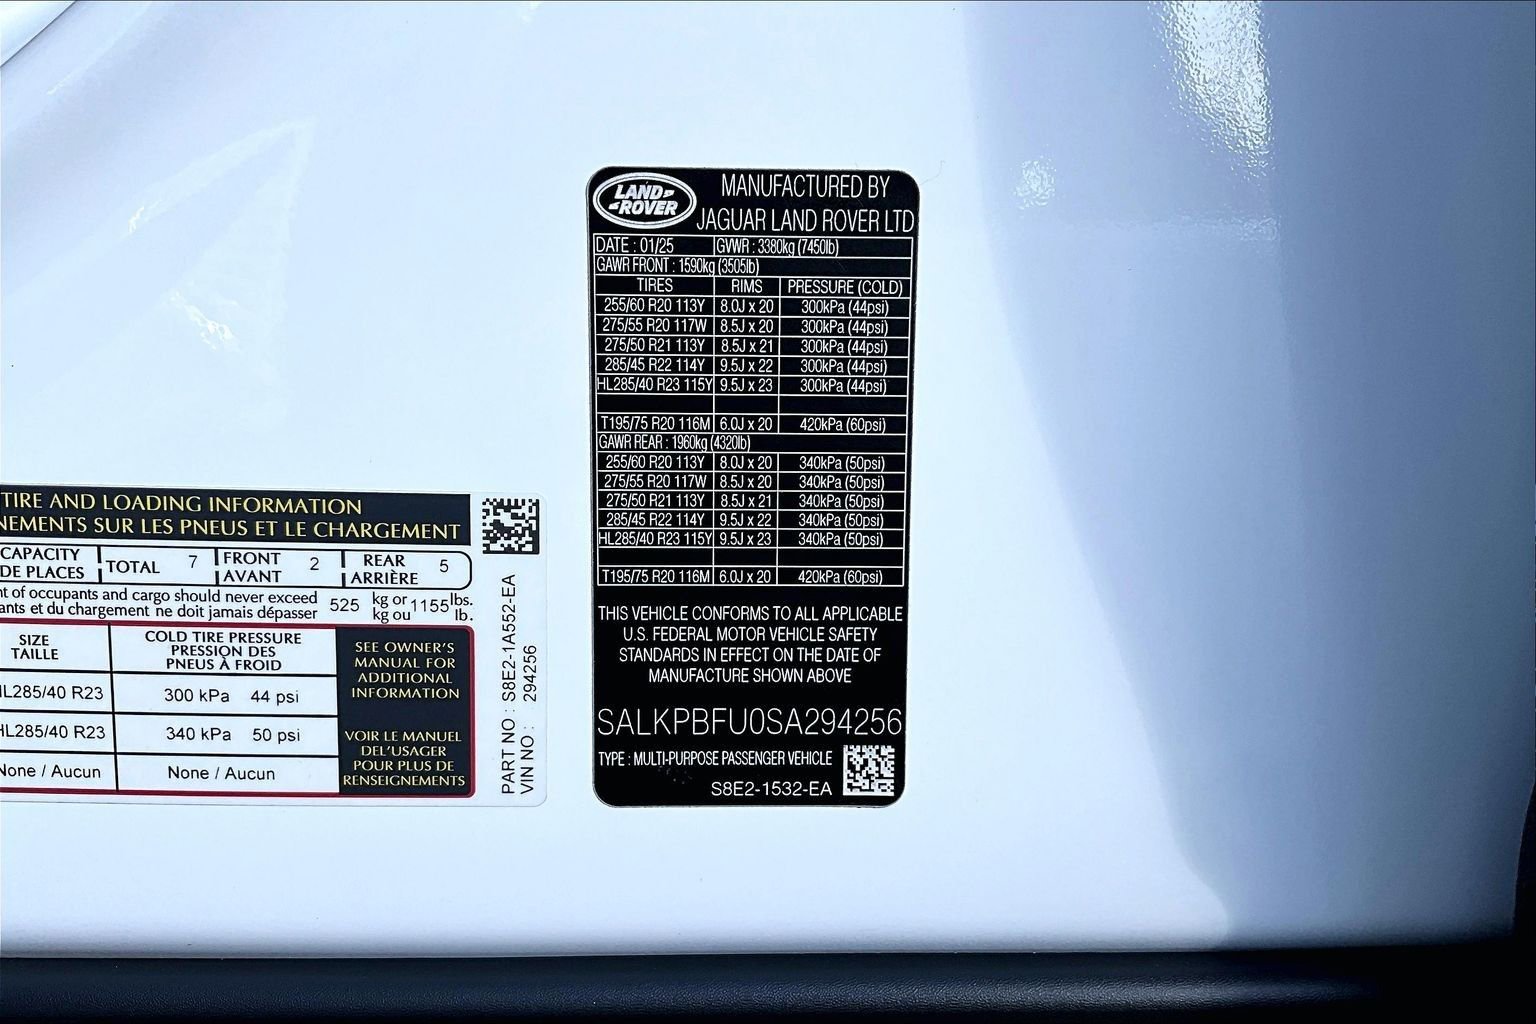 LAND
ROVER
MANUFACTURED BY
JAGUAR LAND ROVER LTD
DATE : 01/25 GVWR : 3380kg (7450lb)
GAWR FRONT : 1590kg (3505lb)
TIRES RIMS PRESSURE (COLD)
255/60 R20 113Y 8.0J x 20 300kPa (44psi)
275/55 R20 117W 8.5J x 20 300kPa (44psi)
275/50 R21 113Y 8.5J x 21 300kPa (44psi)
285/45 R22 114Y 9.5J x 22 300kPa (44psi)
HL285/40 R23 115Y 9.5J x 23 300kPa (44psi)
T195/75 R20 116M 6.0J x 20 420kPa (60psi)
GAWR REAR : 1960kg (4320lb)
255/60 R20 113Y 8.0J x 20 340kPa (50psi)
275/55 R20 117W 8.5J x 20 340kPa (50psi)
275/50 R21 113Y 8.5J x 21 340kPa (50psi)
285/45 R22 114Y 9.5J x 22 340kPa (50psi)
HL285/40 R23 115Y 9.5J x 23 340kPa (50psi)
T195/75 R20 116M 6.0J x 20 420kPa (60psi)
THIS VEHICLE CONFORMS TO ALL APPLICABLE
U.S. FEDERAL MOTOR VEHICLE SAFETY
STANDARDS IN EFFECT ON THE DATE OF
MANUFACTURE SHOWN ABOVE
SALKPBFU0SA294256
TYPE : MULTI-PURPOSE PASSENGER VEHICLE
S8E2-1532-EA
TIRE AND LOADING INFORMATION
NEMENTS SUR LES PNEUS ET LE CHARGEMENT
CAPACITY TOTAL 7 FRONT 2 REAR 5
DE PLACES AVANT ARRIÈRE
nt of occupants and cargo should never exceed 525 kg or 1155 lbs.
ants et du chargement ne doit jamais dépasser kg ou lb.
SIZE
TAILLE
COLD TIRE PRESSURE
PRESSION DES
PNEUS À FROID
HL285/40 R23 300 kPa 44 psi
HL285/40 R23 340 kPa 50 psi
None / Aucun None / Aucun
SEE OWNER'S
MANUAL FOR
ADDITIONAL
INFORMATION
VOIR LE MANUEL
DEL'USAGER
POUR PLUS DE
RENSEIGNEMENTS
PART NO : S8E2-1A552-EA
VIN NO : 294256